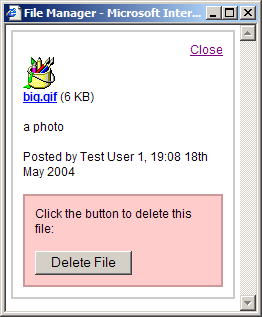 File Manager - Microsoft Inter...
Close
big.gif (6 KB)
a photo
Posted by Test User 1, 19:08 18th
May 2004
Click the button to delete this
file:
Delete File